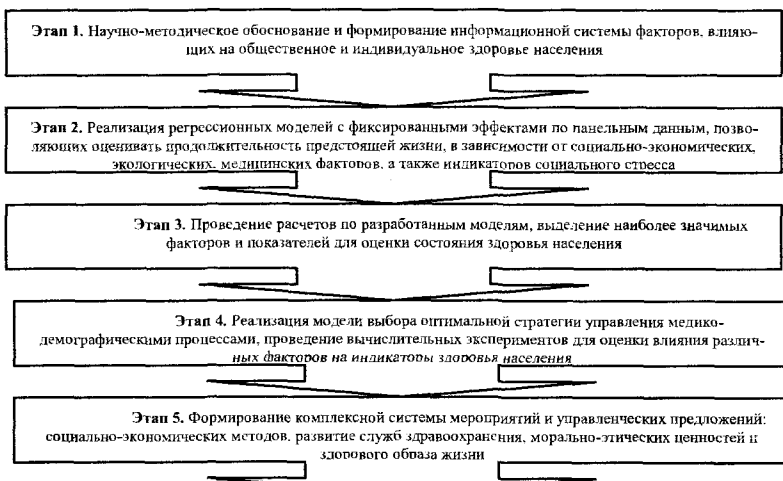 Этап 1. Научно-методическое обоснование и формирование информационной системы факторов, влияю-
щих на общественное и индивидуальное здоровье населения
Этап 2. Реализация регрессионных моделей с фиксированными эффектами по панельным данным, позво-
ляющих оценивать продолжительность предстоящей жизни, в зависимости от социально-экономических,
экологических, медицинских факторов, а также индикаторов социального стресса
Этап 3. Проведение расчетов по разработанным моделям, выделение наиболее значимых
факторов и показателей для оценки состояния здоровья населения
Этап 4. Реализация модели выбора оптимальной стратегии управления медико-
демографическими процессами, проведение вычислительных экспериментов для оценки влияния различ-
ных факторов на индикаторы здоровья населения
Этап 5. Формирование комплексной системы мероприятий и управленческих предложений:
социально-экономических методов, развитие служб здравоохранения, морально-этических ценностей и
здорового образа жизни